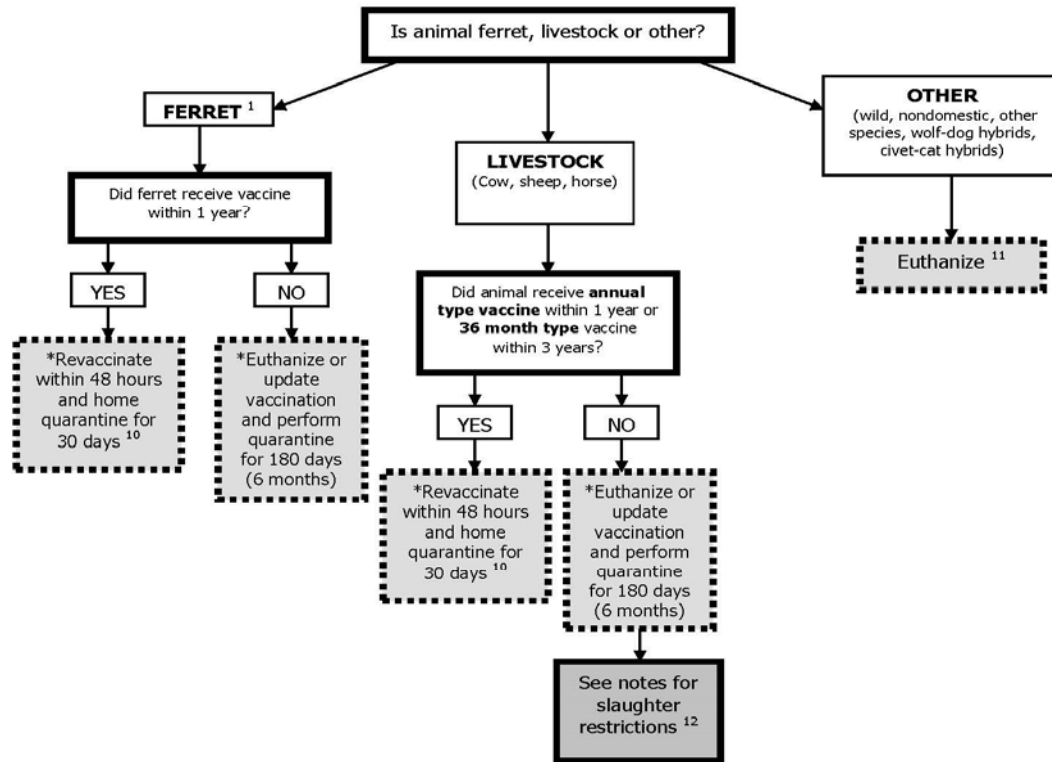 Is animal ferret, livestock or other?
FERRET 1
LIVESTOCK
(Cow, sheep, horse)
OTHER
(wild, nondomestic, other
species, wolf-dog hybrids,
civet-cat hybrids)
Did ferret receive vaccine
within 1 year?
Euthanize 11
YES
NO
Did animal receive annual
type vaccine within 1 year or
36 month type vaccine
within 3 years?
*Revaccinate
within 48 hours
and home
quarantine for
30 days 10
*Euthanize or
update
vaccination
and perform
quarantine
for 180 days
(6 months)
YES
NO
*Revaccinate
within 48 hours
and home
quarantine for
30 days 10
*Euthanize or
update
vaccination
and perform
quarantine
for 180 days
(6 months)
See notes for
slaughter
restrictions 12